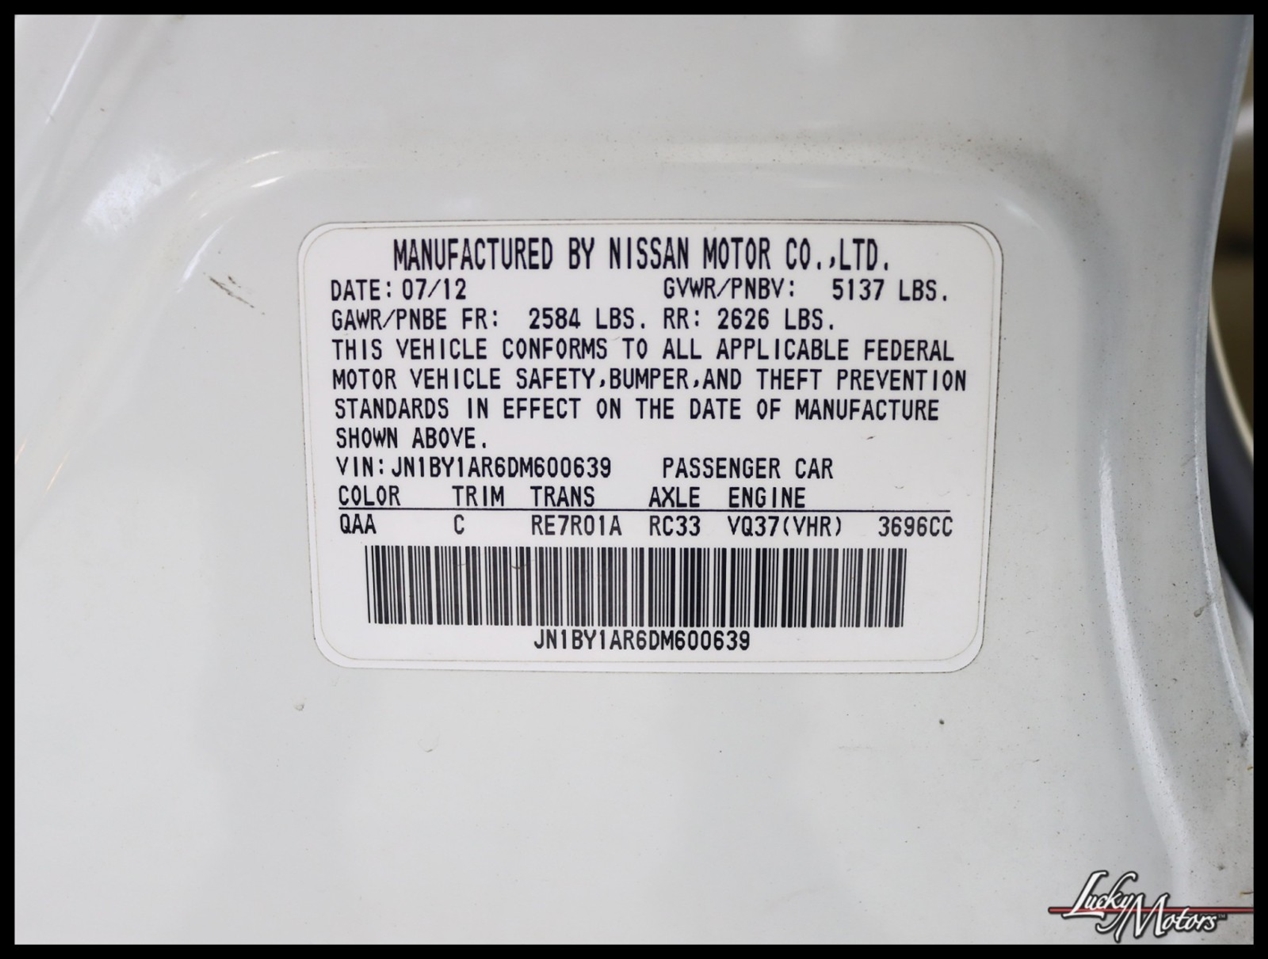 MANUFACTURED BY NISSAN MOTOR CO.,LTD.
DATE: 07/12 GVWR/PNBV: 5137 LBS.
GAWR/PNBE FR: 2584 LBS. RR: 2626 LBS.
THIS VEHICLE CONFORMS TO ALL APPLICABLE FEDERAL
MOTOR VEHICLE SAFETY,BUMPER,AND THEFT PREVENTION
STANDARDS IN EFFECT ON THE DATE OF MANUFACTURE
SHOWN ABOVE.
VIN:JN1BY1AR6DM600639 PASSENGER CAR
COLOR TRIM TRANS AXLE ENGINE
QAA C RE7R01A RC33 VQ37(VHR) 3696CC
JN1BY1AR6DM600639
Lucky Motors™